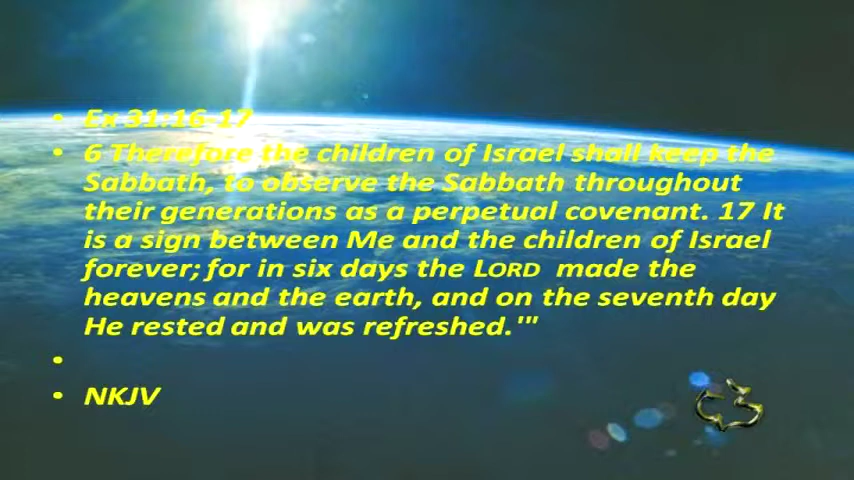 • Ex 31:16-17
• 6 Therefore the children of Israel shall keep the
Sabbath, to observe the Sabbath throughout
their generations as a perpetual covenant. 17 It
is a sign between Me and the children of Israel
forever; for in six days the LORD made the
heavens and the earth, and on the seventh day
He rested and was refreshed.'"
•
• NKJV